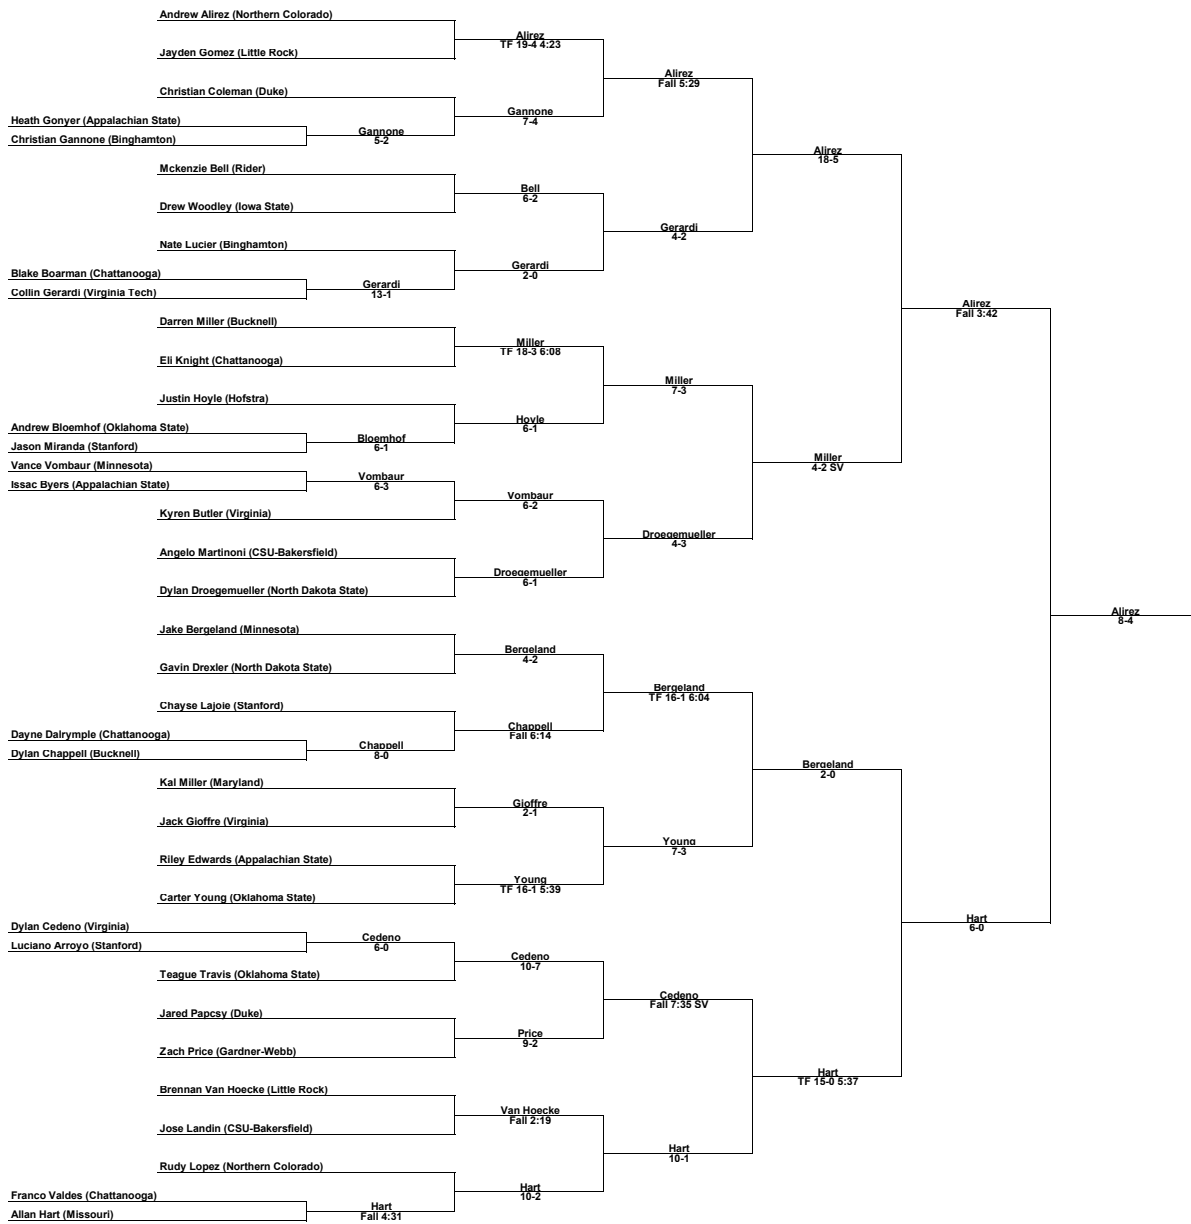 Andrew Alirez (Northern Colorado)
Alirez
TF 19-4 4:23
Jayden Gomez (Little Rock)
Alirez
Fall 5:29
Christian Coleman (Duke)
Gannone
7-4
Heath Gonyer (Appalachian State)
Gannone
5-2
Christian Gannone (Binghamton)
Alirez
18-5
Mckenzie Bell (Rider)
Bell
6-2
Drew Woodley (Iowa State)
Gerardi
4-2
Nate Lucier (Binghamton)
Gerardi
2-0
Blake Boarman (Chattanooga)
Gerardi
13-1
Collin Gerardi (Virginia Tech)
Alirez
Fall 3:42
Darren Miller (Bucknell)
Miller
TF 18-3 6:08
Eli Knight (Chattanooga)
Miller
7-3
Justin Hoyle (Hofstra)
Hoyle
6-1
Andrew Bloemhof (Oklahoma State)
Bloemhof
6-1
Jason Miranda (Stanford)
Miller
4-2 SV
Vance Vombaur (Minnesota)
Vombaur
6-3
Issac Byers (Appalachian State)
Vombaur
6-2
Kyren Butler (Virginia)
Droegemueller
4-3
Angelo Martinoni (CSU-Bakersfield)
Droegemueller
6-1
Dylan Droegemueller (North Dakota State)
Alirez
8-4
Jake Bergeland (Minnesota)
Bergeland
4-2
Gavin Drexler (North Dakota State)
Bergeland
TF 16-1 6:04
Chayse Lajoie (Stanford)
Chappell
Fall 6:14
Dayne Dalrymple (Chattanooga)
Chappell
8-0
Dylan Chappell (Bucknell)
Bergeland
2-0
Kal Miller (Maryland)
Gioffre
2-1
Jack Gioffre (Virginia)
Young
7-3
Riley Edwards (Appalachian State)
Young
TF 16-1 5:39
Carter Young (Oklahoma State)
Hart
6-0
Dylan Cedeno (Virginia)
Cedeno
6-0
Luciano Arroyo (Stanford)
Cedeno
10-7
Teague Travis (Oklahoma State)
Cedeno
Fall 7:35 SV
Jared Papcsy (Duke)
Price
9-2
Zach Price (Gardner-Webb)
Hart
TF 15-0 5:37
Brennan Van Hoecke (Little Rock)
Van Hoecke
Fall 2:19
Jose Landin (CSU-Bakersfield)
Hart
10-1
Rudy Lopez (Northern Colorado)
Hart
10-2
Franco Valdes (Chattanooga)
Hart
Fall 4:31
Allan Hart (Missouri)